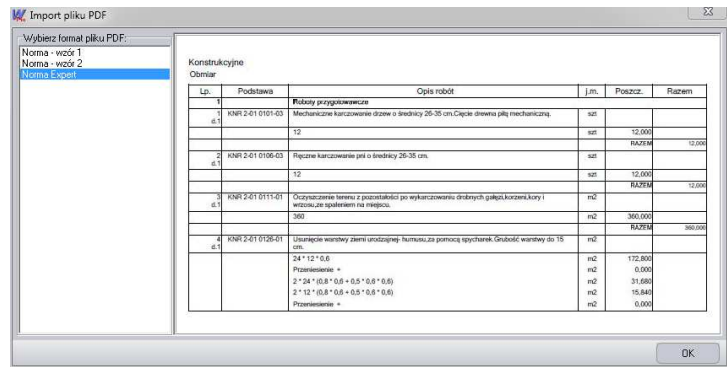 Import pliku PDF
Wybierz format pliku PDF:
Norma - wzór 1
Norma - wzór 2
Norma Expert
Konstrukcyjne
Obmiar
Lp. Podstawa Opis robót j.m. Poszcz. Razem
1 Roboty przygotowawcze
1 KNR 2-01 0101-03 Mechaniczne karczowanie drzew o średnicy 26-35 cm.Cięcie drewna piłą mechaniczną. szt
d.1
12 szt 12,000
RAZEM 12,000
2 KNR 2-01 0106-03 Ręczne karczowanie pni o średnicy 26-35 cm. szt
d.1
12 szt 12,000
RAZEM 12,000
3 KNR 2-01 0111-01 Oczyszczenie terenu z pozostałości po wykarczowaniu drobnych gałęzi,korzeni,kory i m2
d.1 wrzosu,ze spaleniem na miejscu.
360 m2 360,000
RAZEM 360,000
4 KNR 2-01 0126-01 Usunięcie warstwy ziemi urodzajnej- humusu,za pomocą spycharek.Grubość warstwy do 15 m2
d.1 cm.
24 * 12 * 0,6 m2 172,800
Przeniesienie + m2 0,000
2 * 24 * (0,8 * 0,6 + 0,5 * 0,6 * 0,6) m2 31,680
2 * 12 * (0,8 * 0,6 + 0,5 * 0,6 * 0,6) m2 15,840
Przeniesienie + m2 0,000
OK